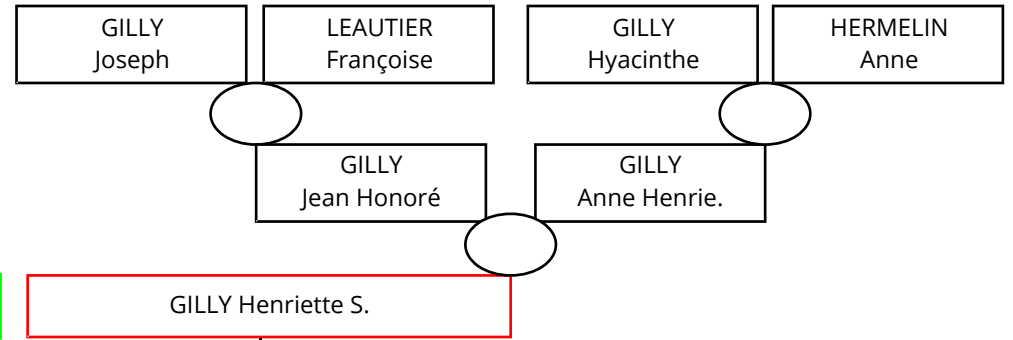 GILLY
Joseph
LEAUTIER
Françoise
GILLY
Hyacinthe
HERMELIN
Anne
GILLY
Jean Honoré
GILLY
Anne Henrie.
GILLY Henriette S.